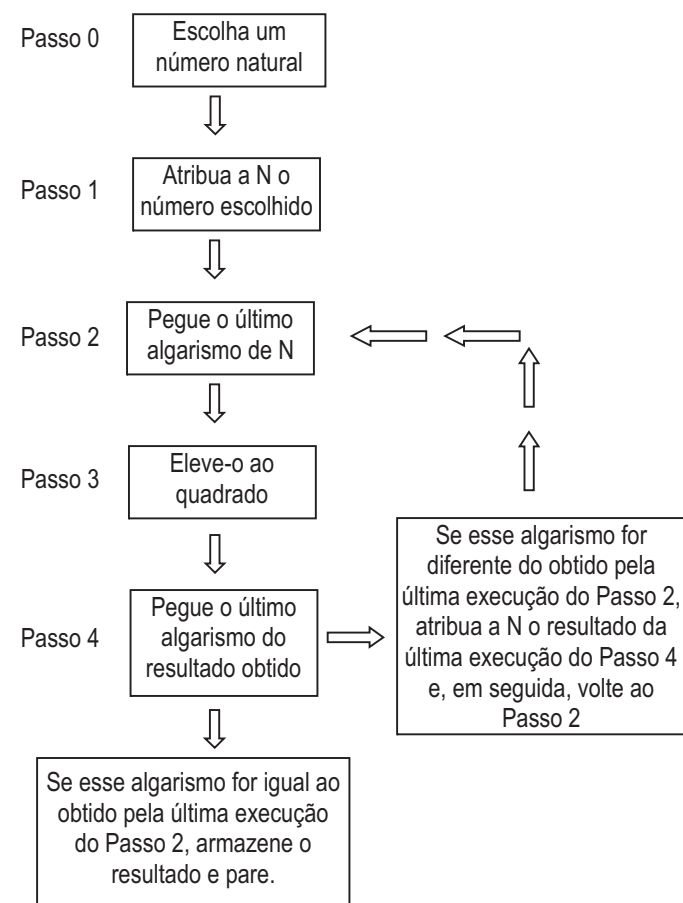 Passo 0
Escolha um
número natural
Passo 1
Atribua a N o
número escolhido
Passo 2
Pegue o último
algarismo de N
Passo 3
Eleve-o ao
quadrado
Passo 4
Pegue o último
algarismo do
resultado obtido
Se esse algarismo for
diferente do obtido pela
última execução do Passo 2,
atribua a N o resultado da
última execução do Passo 4
e, em seguida, volte ao
Passo 2
Se esse algarismo for igual ao
obtido pela última execução
do Passo 2, armazene o
resultado e pare.